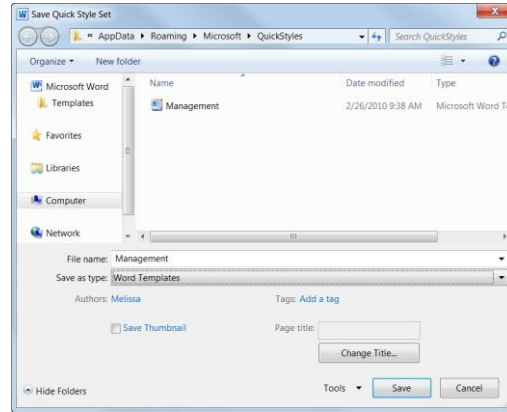 Save Quick Style Set
« AppData ▸ Roaming ▸ Microsoft ▸ QuickStyles Search QuickStyles
Organize ▾ New folder
Microsoft Word
Templates
Favorites
Libraries
Computer
Network
Name Date modified Type
Management 2/26/2010 9:38 AM Microsoft Word T
File name: Management
Save as type: Word Templates
Authors: Melissa Tags: Add a tag
Save Thumbnail Page title:
Change Title...
Hide Folders Tools ▾ Save Cancel